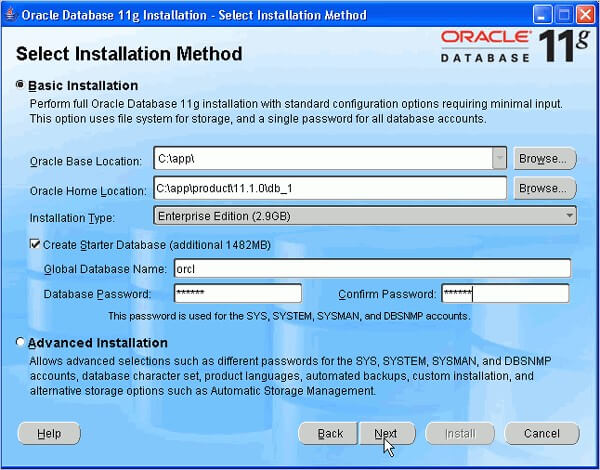 Oracle Database 11g Installation - Select Installation Method
Select Installation Method
ORACLE
DATABASE
11g
Basic Installation
Perform full Oracle Database 11g installation with standard configuration options requiring minimal input.
This option uses file system for storage, and a single password for all database accounts.
Oracle Base Location: C:\app\ Browse...
Oracle Home Location: C:\app\product\11.1.0\db_1 Browse...
Installation Type: Enterprise Edition (2.9GB)
Create Starter Database (additional 1482MB)
Global Database Name: orcl
Database Password: ****** Confirm Password: ******
This password is used for the SYS, SYSTEM, SYSMAN, and DBSNMP accounts.
Advanced Installation
Allows advanced selections such as different passwords for the SYS, SYSTEM, SYSMAN, and DBSNMP
accounts, database character set, product languages, automated backups, custom installation, and
alternative storage options such as Automatic Storage Management.
Help Back Next Install Cancel